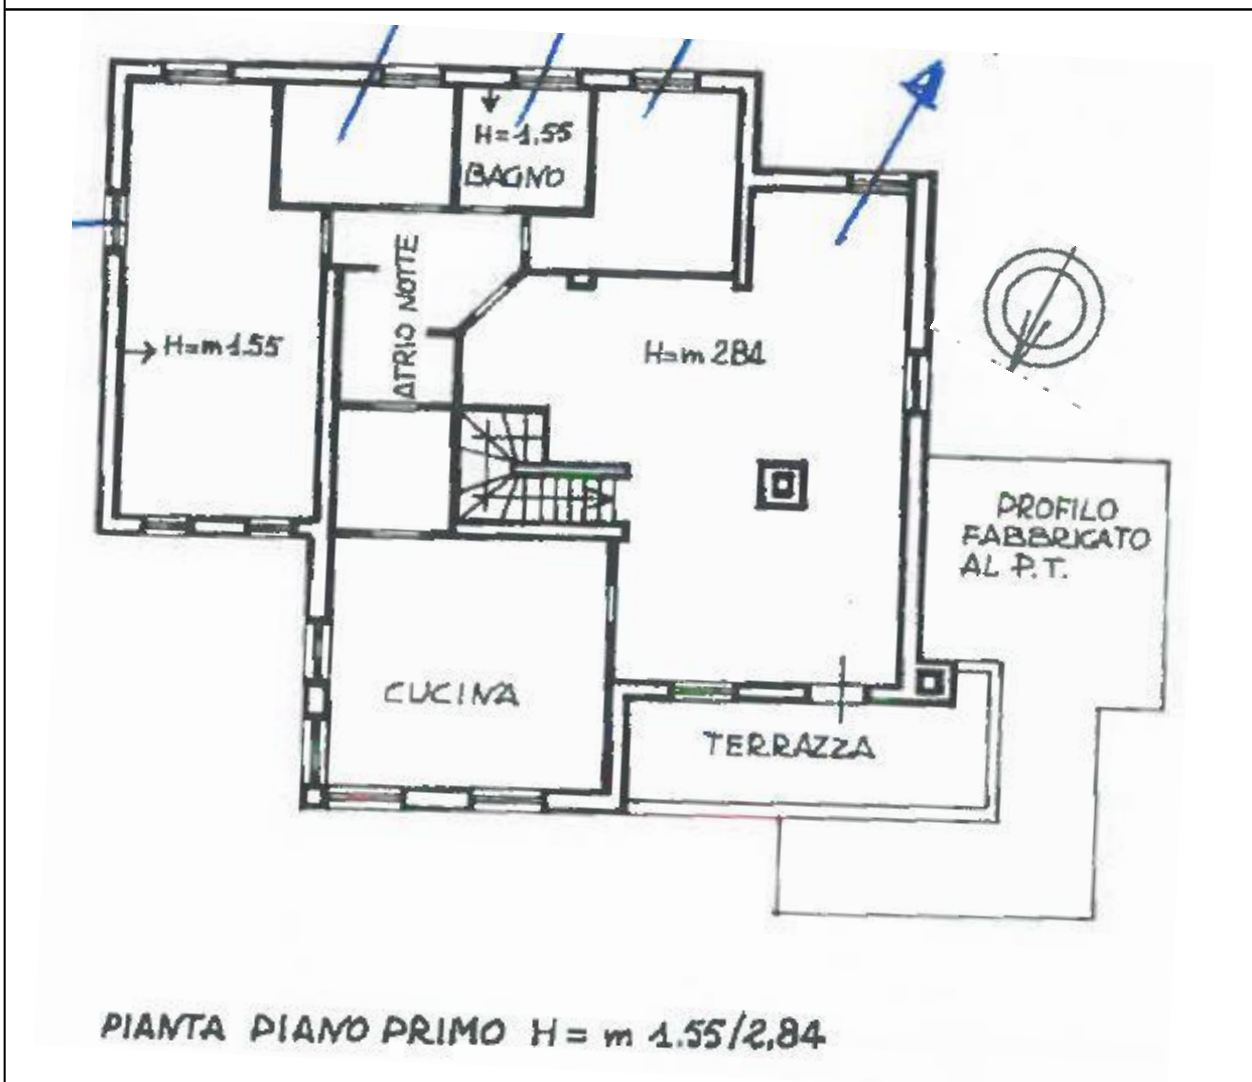 H=1.55
BAGNO
ATRIO NOTTE
H=m 1.55
H=m 284
PROFILO
FABBRICATO
AL P.T.
CUCINA
TERRAZZA
PIANTA PIANO PRIMO H = m 1.55/2,84